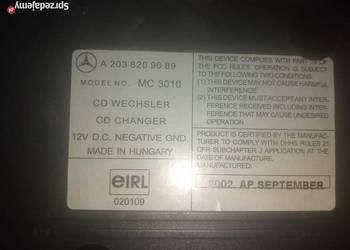 Sprzedajemy
A 203 820 90 89
MODEL NO. MC 3010
CD WECHSLER
CD CHANGER
12V D.C. NEGATIVE GND.
MADE IN HUNGARY
eIRL
020109
THIS DEVICE COMPLIES WITH PART 15
OF THE FCC RULES OPERATION IS SUBJECT
TO THE FOLLOWING TWO CONDITIONS:
(1) THIS DEVICE MAY NOT CAUSE HARMFUL
INTERFERENCE.
(2) THIS DEVICE MUST ACCEPT ANY INTERFER-
ENCE RECEIVED, INCLUDING INTERFERENCE
THAT MAY CAUSE UNDESIRED OPERATION.
PRODUCT IS CERTIFIED BY THE MANUFAC-
TURER TO COMPLY WITH DHHS RULES 21
CFR SUBCHAPTER J APPLICATION AT THE
DATE OF MANUFACTURE.
MANUFACTURED:
2002. AP. SEPTEMBER